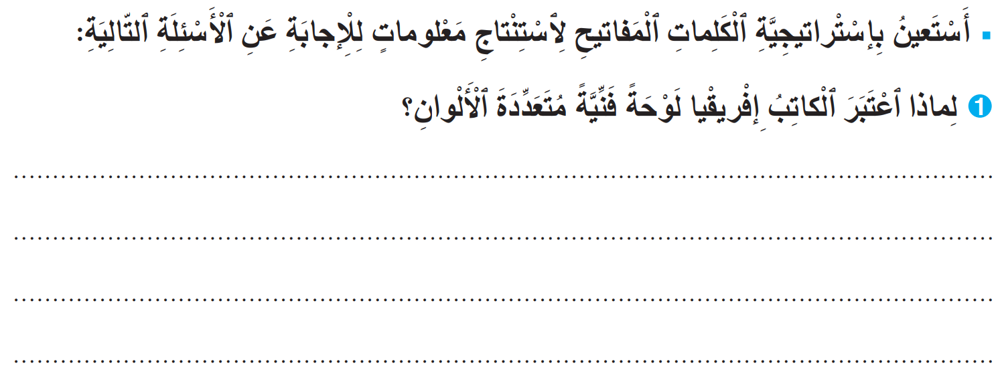 ▪ أَسْتَعينُ بِإسْتْراتيجِيَّةِ ٱلْكَلِماتِ ٱلْمَفاتيحِ لِٱسْتِنْتاجِ مَعْلوماتٍ لِلْإِجابَةِ عَنِ ٱلْأَسْئِلَةِ ٱلتّالِيَةِ:
1 لِماذا ٱعْتَبَرَ ٱلْكاتِبُ إِفْريقْيا لَوْحَةً فَنِّيَّةً مُتَعَدِّدَةَ ٱلْأَلْوانِ؟
................................................................................
................................................................................
................................................................................
................................................................................